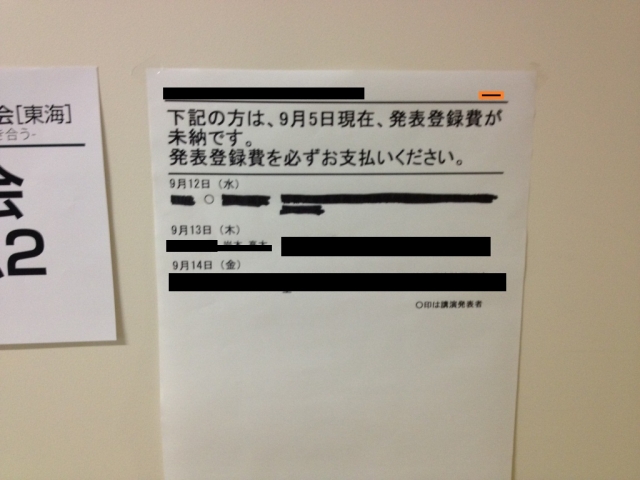 会[東海]
き合う-
下記の方は、9月5日現在、発表登録費が
未納です。
発表登録費を必ずお支払いください。
9月12日（水）
○
9月13日（木）
9月14日（金）
○印は講演発表者